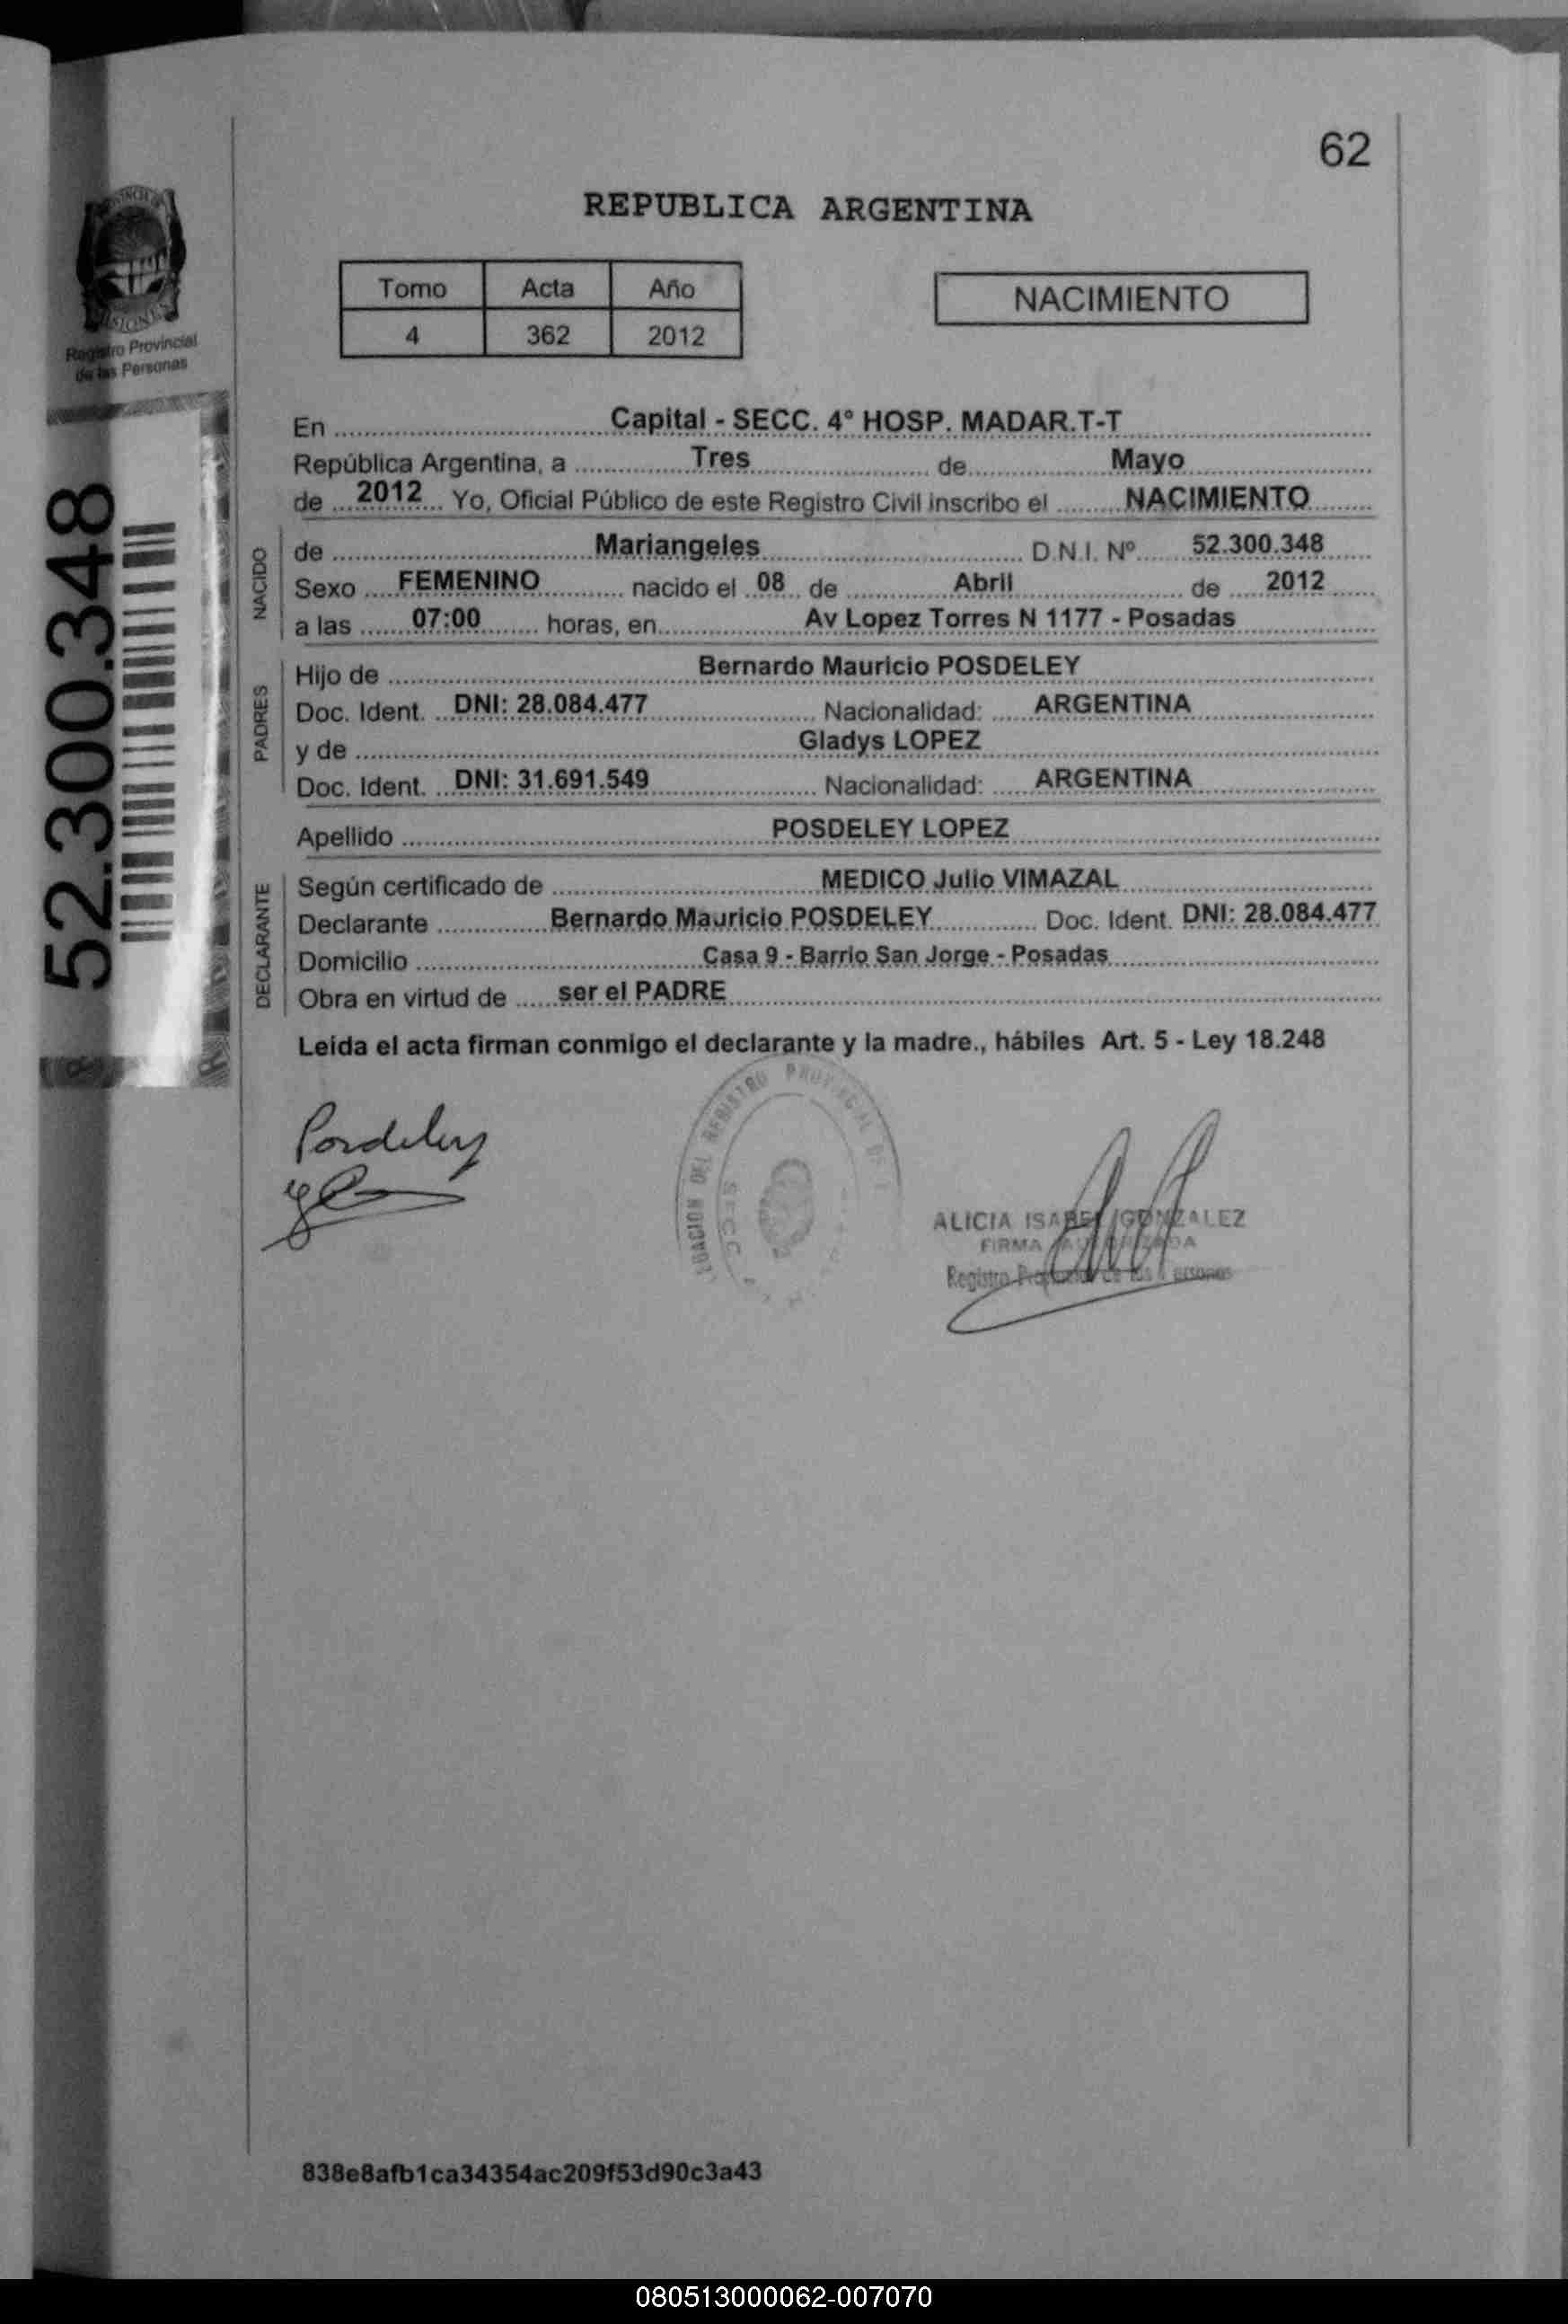 62
REPUBLICA ARGENTINA
Tomo Acta Año
4 362 2012
NACIMIENTO
Registro Provincial
de las Personas
52.300.348
En Capital - SECC. 4° HOSP. MADAR.T-T
República Argentina, a Tres de Mayo
de 2012 Yo, Oficial Público de este Registro Civil inscribo el NACIMIENTO
NACIDO
de Mariangeles D.N.I. Nº 52.300.348
Sexo FEMENINO nacido el 08 de Abril de 2012
a las 07:00 horas, en Av Lopez Torres N 1177 - Posadas
PADRES
Hijo de Bernardo Mauricio POSDELEY
Doc. Ident. DNI: 28.084.477 Nacionalidad: ARGENTINA
y de Gladys LOPEZ
Doc. Ident. DNI: 31.691.549 Nacionalidad: ARGENTINA
Apellido POSDELEY LOPEZ
DECLARANTE
Según certificado de MEDICO Julio VIMAZAL
Declarante Bernardo Mauricio POSDELEY Doc. Ident. DNI: 28.084.477
Domicilio Casa 9 - Barrio San Jorge - Posadas
Obra en virtud de ser el PADRE
Leida el acta firman conmigo el declarante y la madre., hábiles Art. 5 - Ley 18.248
Posdeley
DEL REGISTRO PROVINCIAL DE
SECC
ALICIA ISABEL GONZALEZ
FIRMA AUTORIZADA
Registro Provincial de las Personas
838e8afb1ca34354ac209f53d90c3a43
080513000062-007070